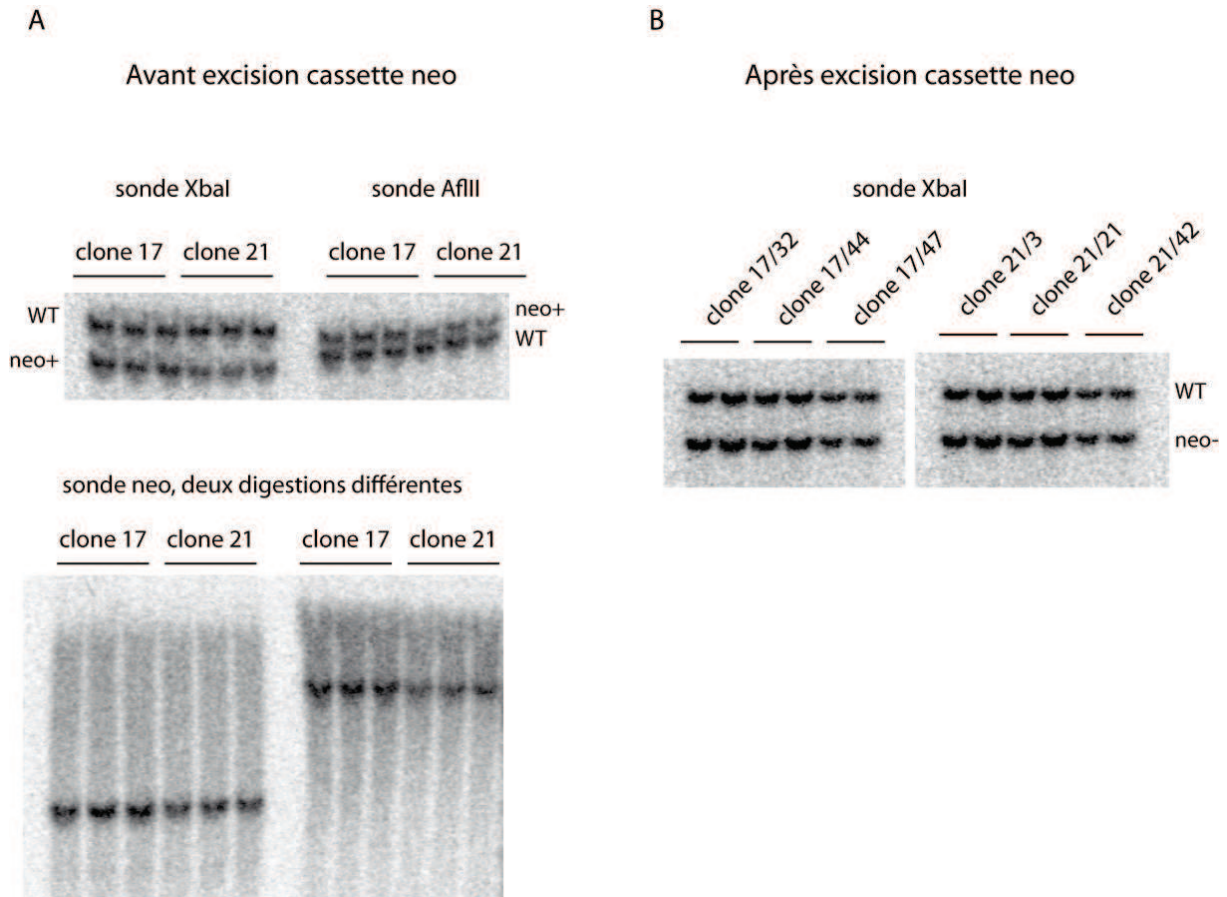 A
B
Avant excision cassette neo
Après excision cassette neo
sonde XbaI
sonde AflII
sonde XbaI
clone 17
clone 21
clone 17
clone 21
clone 17/32
clone 17/44
clone 17/47
clone 21/3
clone 21/21
clone 21/42
WT
neo+
neo+
WT
WT
neo-
sonde neo, deux digestions différentes
clone 17
clone 21
clone 17
clone 21